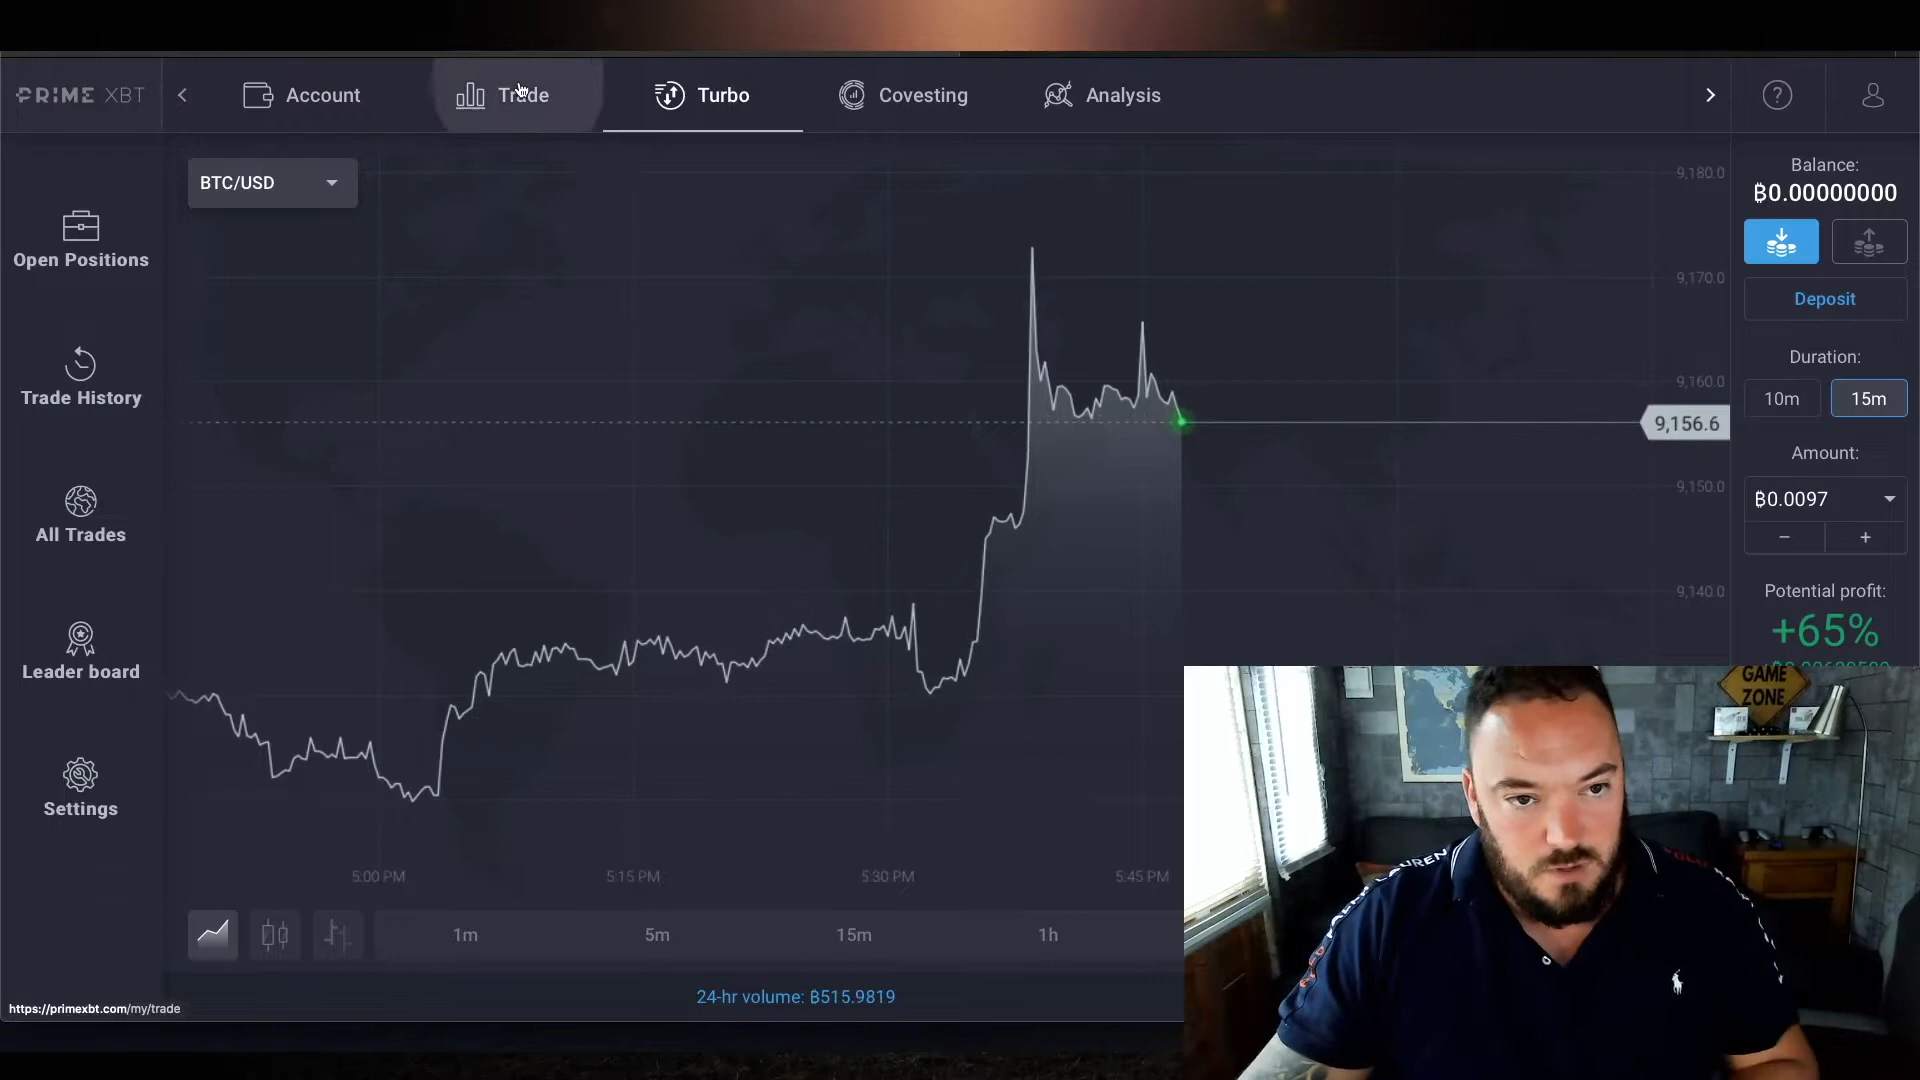 PRIME XBT
Account
Trade
Turbo
Covesting
Analysis
?
BTC/USD
Open Positions
Trade History
All Trades
Leader board
Settings
9,180.0
9,170.0
9,160.0
9,156.6
9,150.0
9,140.0
5:00 PM
5:15 PM
5:30 PM
5:45 PM
1m
5m
15m
1h
24-hr volume: ₿515.9819
https://primexbt.com/my/trade
Balance:
₿0.00000000
Deposit
Duration:
10m
15m
Amount:
₿0.0097
−
+
Potential profit:
+65%
GAME
ZONE